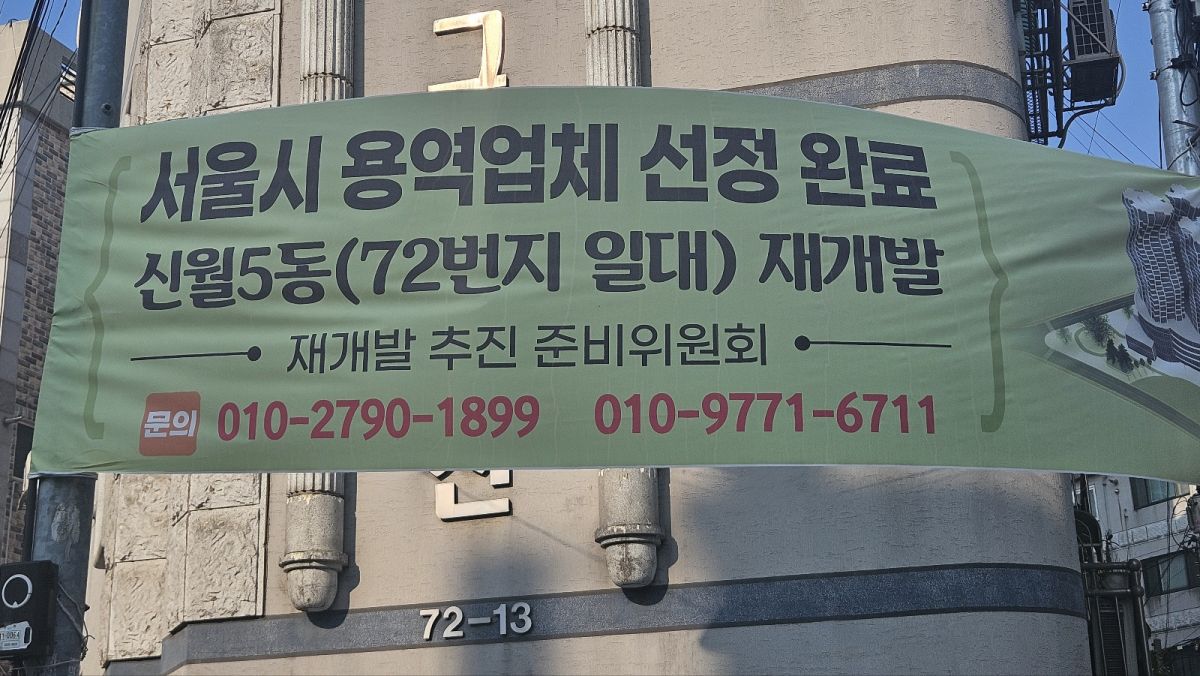 그
서울시 용역업체 선정 완료
신월5동(72번지 일대) 재개발
재개발 추진 준비위원회
문의 010-2790-1899 010-9771-6711
72-13